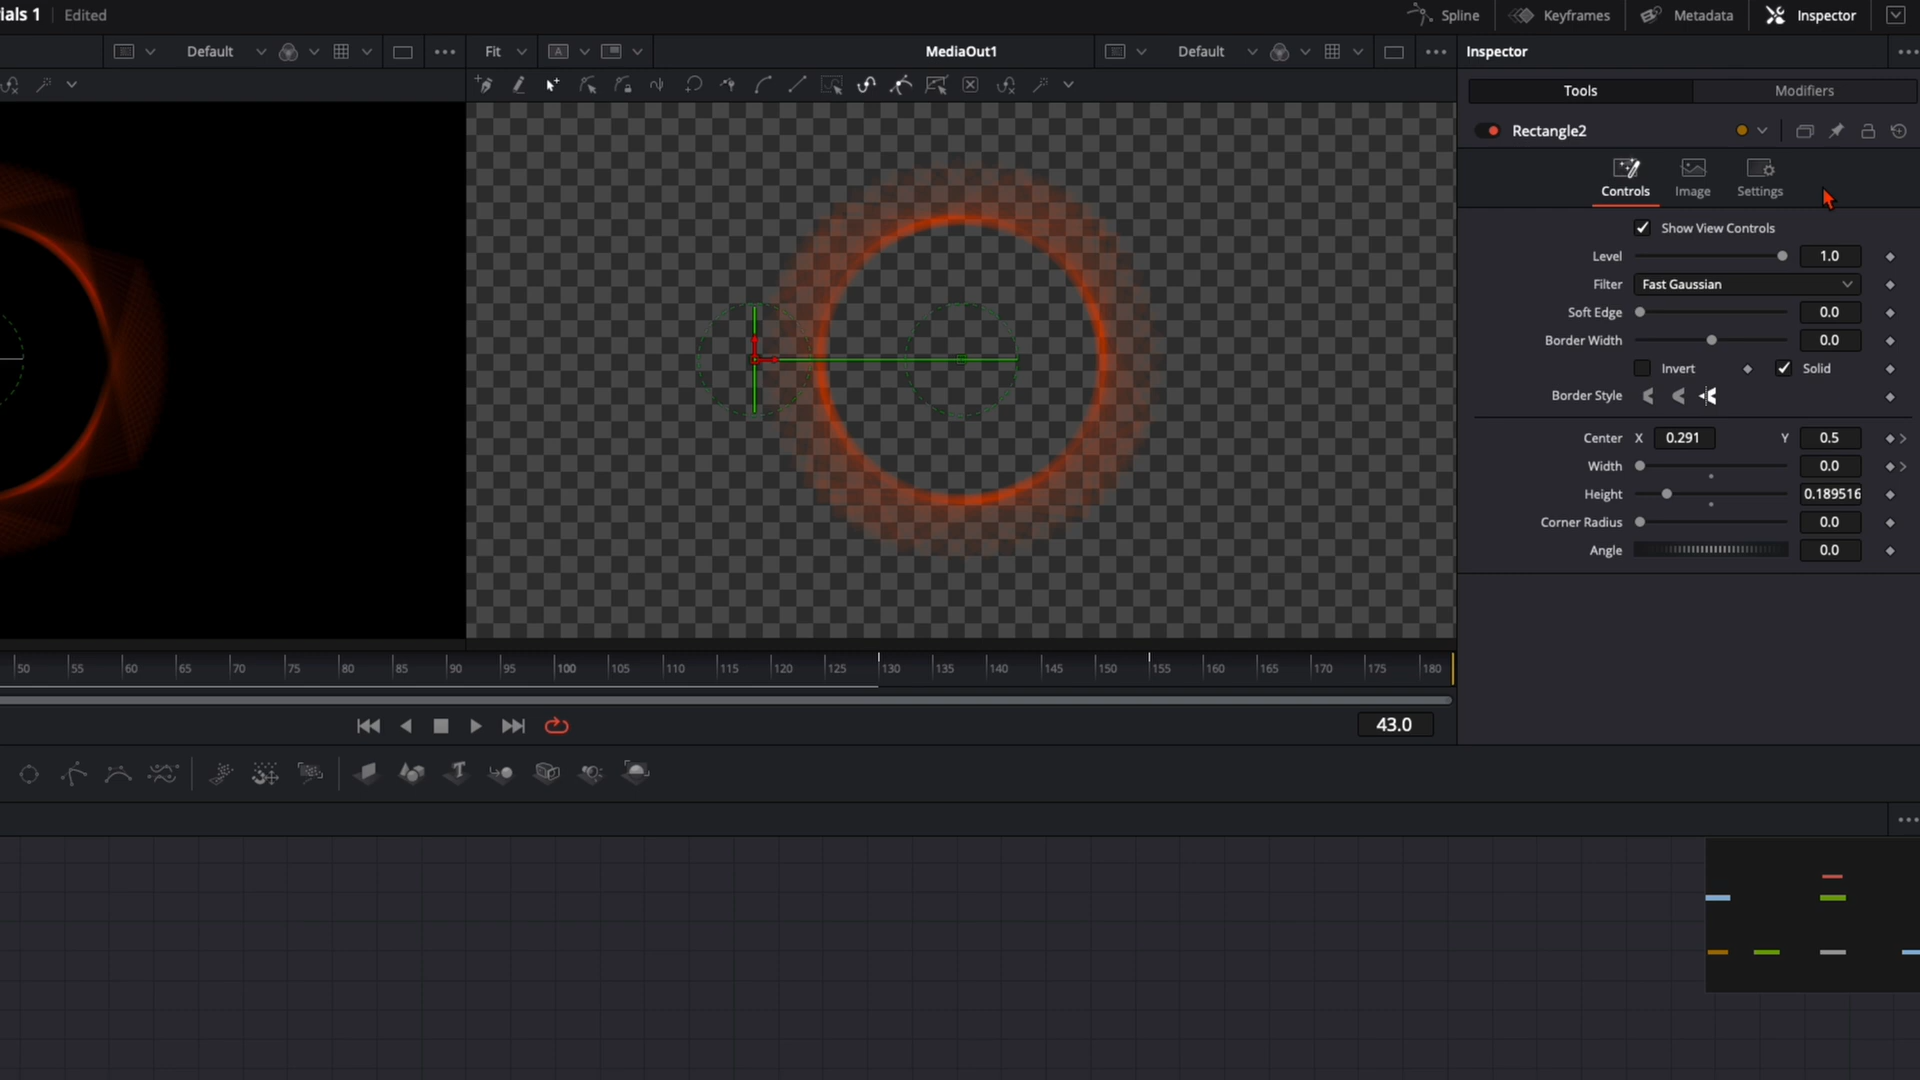 ials 1 Edited
Spline Keyframes Metadata Inspector
Default Fit MediaOut1 Default Inspector
Tools Modifiers
Rectangle2
Controls Image Settings
Show View Controls
Level 1.0
Filter Fast Gaussian
Soft Edge 0.0
Border Width 0.0
Invert Solid
Border Style
Center X 0.291 Y 0.5
Width 0.0
Height 0.189516
Corner Radius 0.0
Angle 0.0
50 55 60 65 70 75 80 85 90 95 100 105 110 115 120 125 130 135 140 145 150 155 160 165 170 175 180
43.0